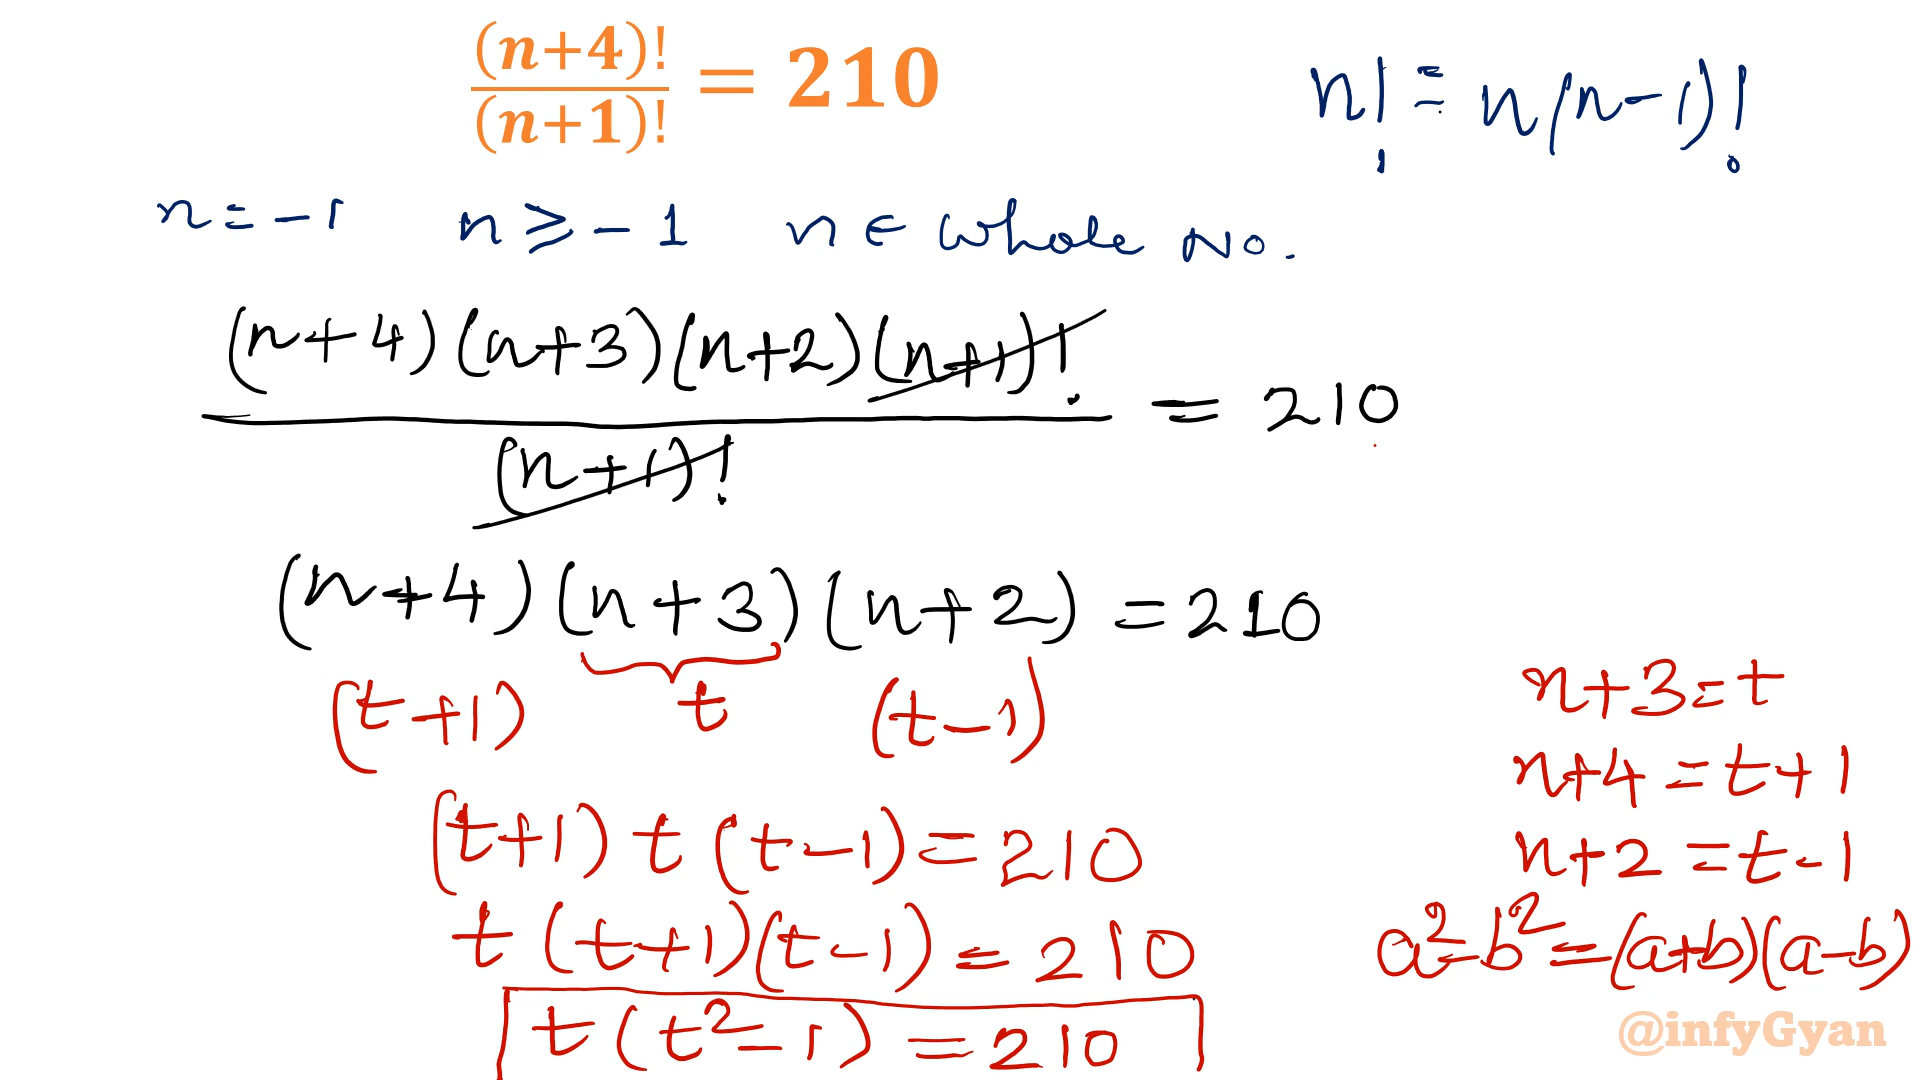 (n+4)!/(n+1)! = 210
n! = n(n-1)!
n = -1 n ⩾ -1 n ∈ Whole No.
(n+4)(n+3)(n+2)(n+1)!/(n+1)! = 210
(n+4)(n+3)(n+2) = 210
(t+1) t (t-1)
n+3 = t
n+4 = t+1
(t+1) t (t-1) = 210
n+2 = t-1
t(t+1)(t-1) = 210
a²-b² = (a+b)(a-b)
t(t²-1) = 210
@infyGyan